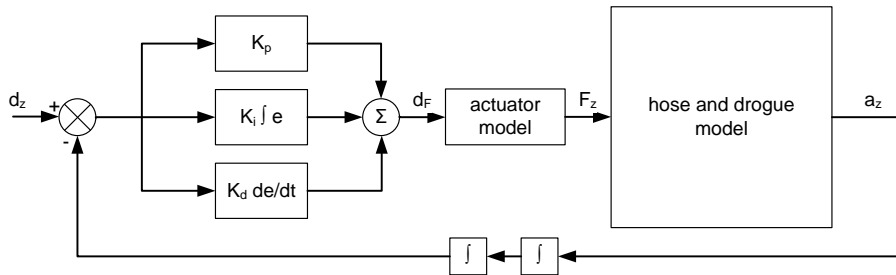 K_p
d_z
+
-
K_i ∫ e
Σ
d_F
actuator
model
F_z
hose and drogue
model
a_z
K_d de/dt
∫
∫